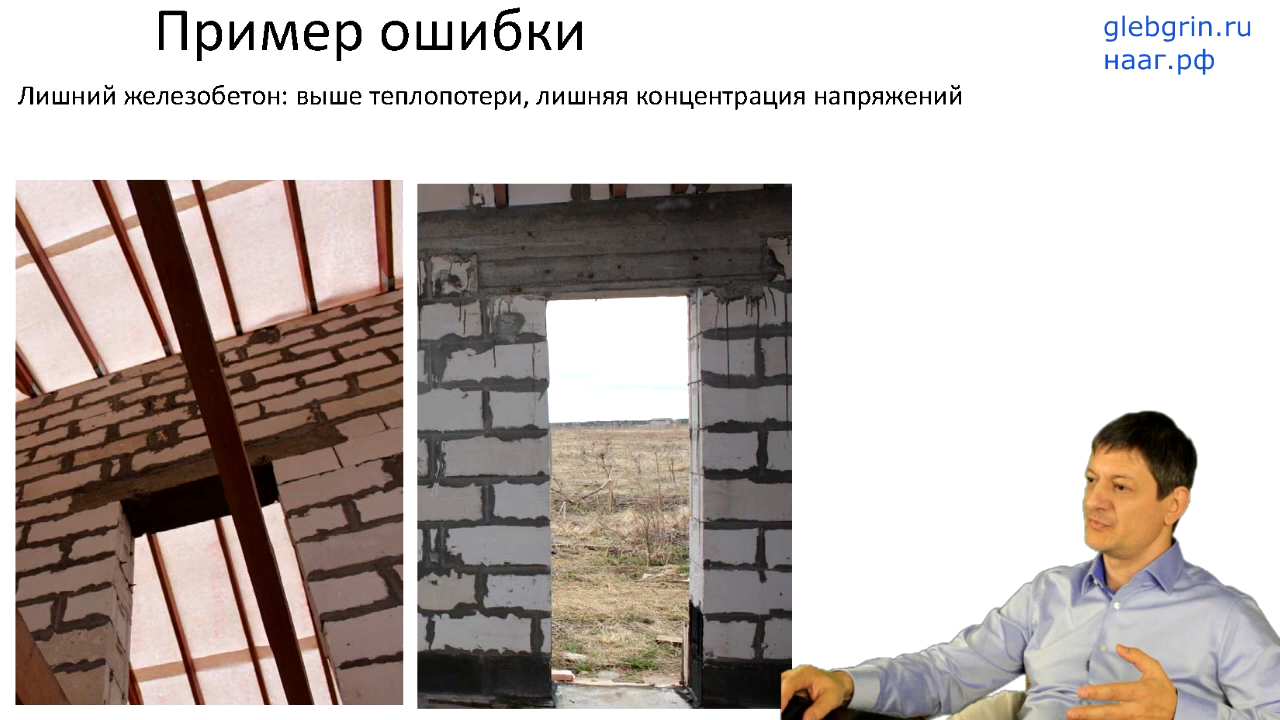 Пример ошибки
glebgrin.ru
нааг.рф
Лишний железобетон: выше теплопотери, лишняя концентрация напряжений